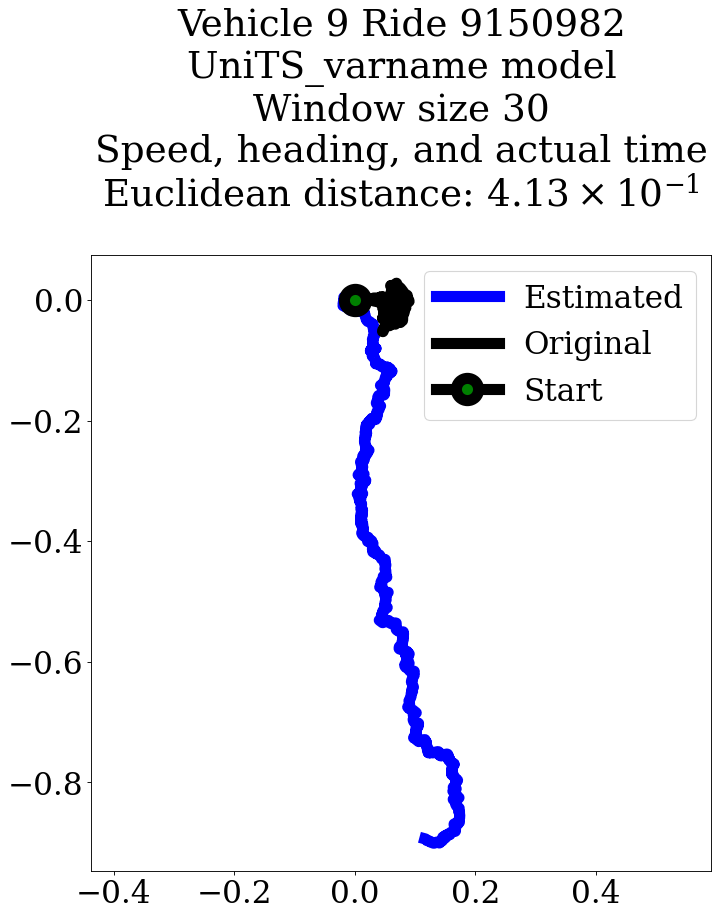 Vehicle 9 Ride 9150982
UniTS_varname model
Window size 30
Speed, heading, and actual time
Euclidean distance: 4.13 × 10⁻¹
Estimated
Original
Start
0.0
−0.2
−0.4
−0.6
−0.8
−0.4 −0.2 0.0 0.2 0.4